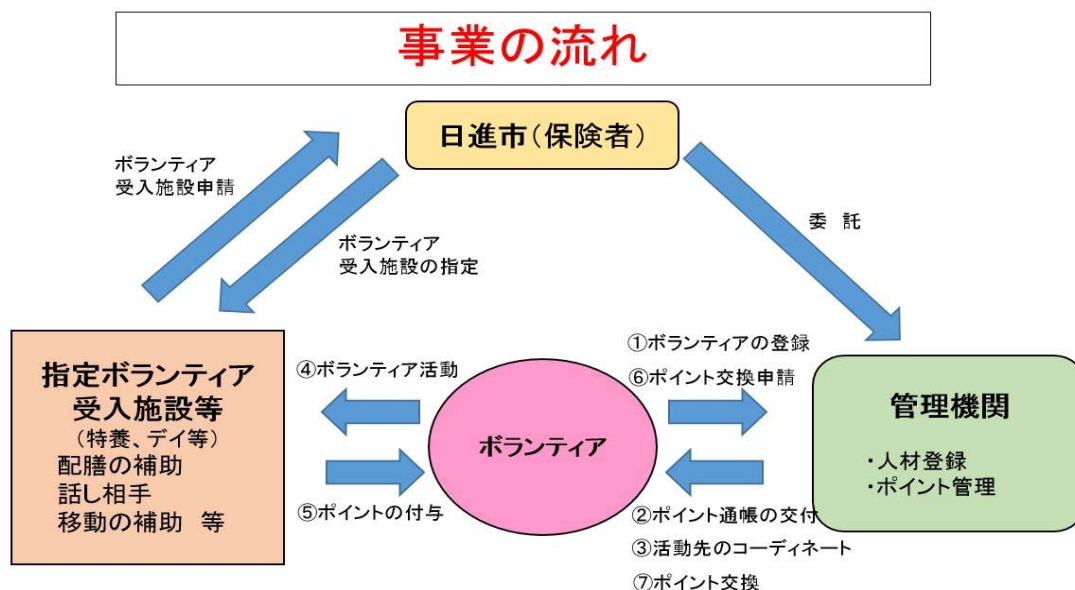 事業の流れ
日進市(保険者)
ボランティア
受入施設申請
ボランティア
受入施設の指定
委　託
指定ボランティア
受入施設等
(特養、デイ等)
配膳の補助
話し相手
移動の補助　等
④ボランティア活動
⑤ポイントの付与
ボランティア
①ボランティアの登録
⑥ポイント交換申請
②ポイント通帳の交付
③活動先のコーディネート
⑦ポイント交換
管理機関
・人材登録
・ポイント管理